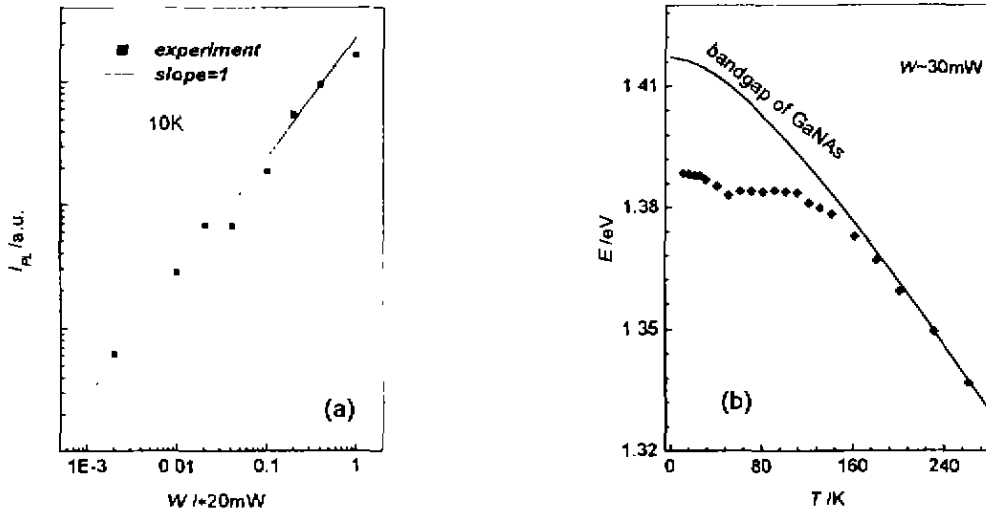 experiment
slope=1
10K
(a)
I_PL /a.u.
1E-3 0 01 0.1 1
W /*20mW
W~30mW
bandgap of GaNAs
1.41
1.38
1 35
1.32
E /eV
(b)
0 80 160 240
T /K